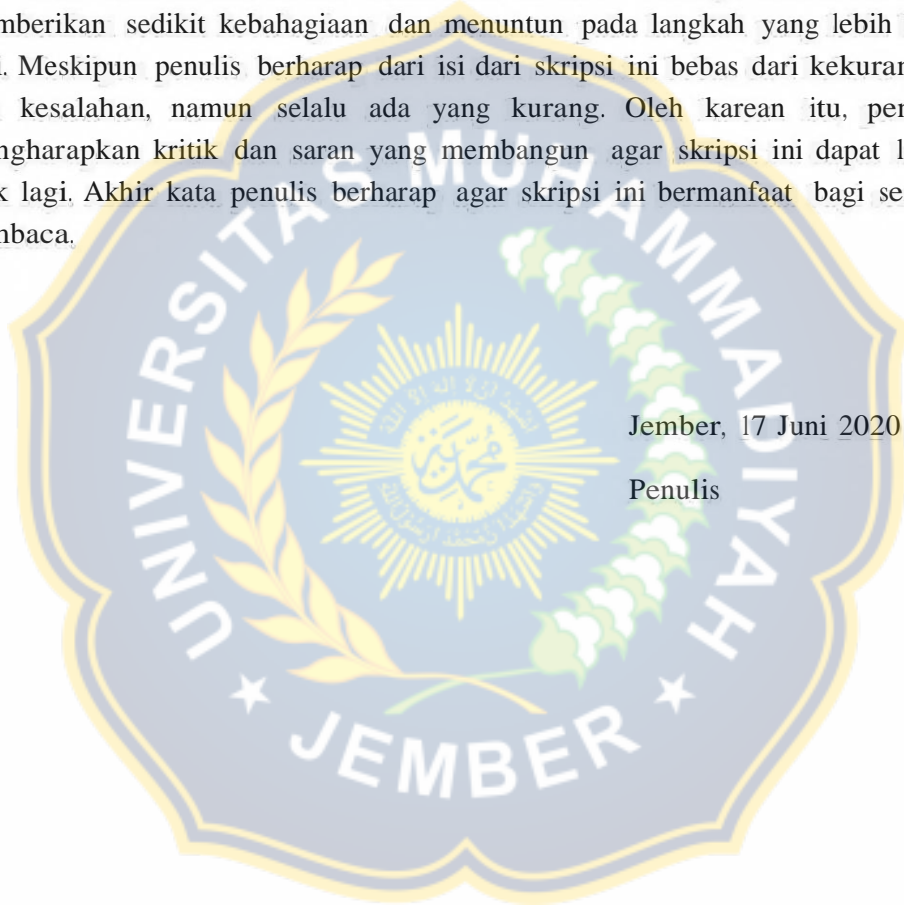 mberikan sedikit kebahagiaan dan menuntun pada langkah yang lebih
i. Meskipun penulis berharap dari isi dari skripsi ini bebas dari kekuran
kesalahan, namun selalu ada yang kurang. Oleh karean itu, pen
ngharapkan kritik dan saran yang membangun agar skripsi ini dapat l
k lagi. Akhir kata penulis berharap agar skripsi ini bermanfaat bagi se
mbaca.
UNIVERSITAS MUHAMMADIYAH
Jember, 17 Juni 2020
Penulis
محمد
JEMBER